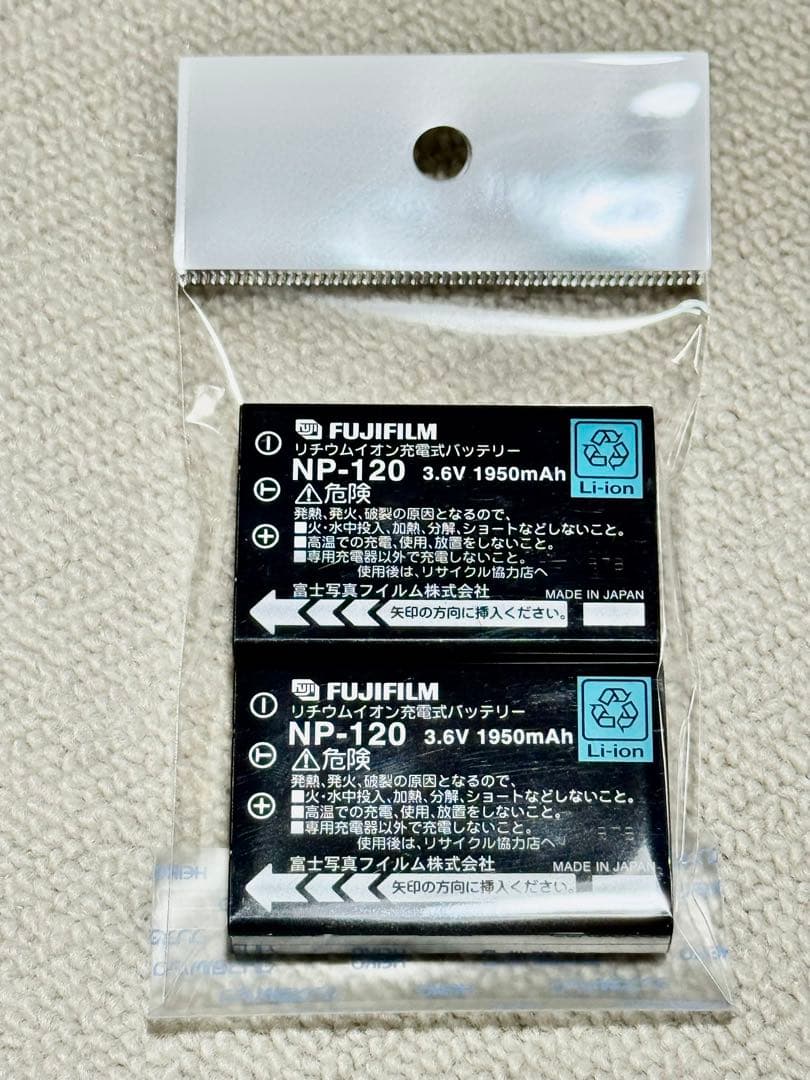 FUJIFILM
リチウムイオン充電式バッテリー
NP-120 3.6V 1950mAh
Li-ion
⚠危険
発熱、発火、破裂の原因となるので、
■火・水中投入、加熱、分解、ショートなどしないこと。
■高温での充電、使用、放置をしないこと。
■専用充電器以外で充電しないこと。
使用後は、リサイクル協力店へ
富士写真フイルム株式会社 MADE IN JAPAN
矢印の方向に挿入ください。
FUJIFILM
リチウムイオン充電式バッテリー
NP-120 3.6V 1950mAh
Li-ion
⚠危険
発熱、発火、破裂の原因となるので、
■火・水中投入、加熱、分解、ショートなどしないこと。
■高温での充電、使用、放置をしないこと。
■専用充電器以外で充電しないこと。
使用後は、リサイクル協力店へ
富士写真フイルム株式会社 MADE IN JAPAN
矢印の方向に挿入ください。
HEIKO